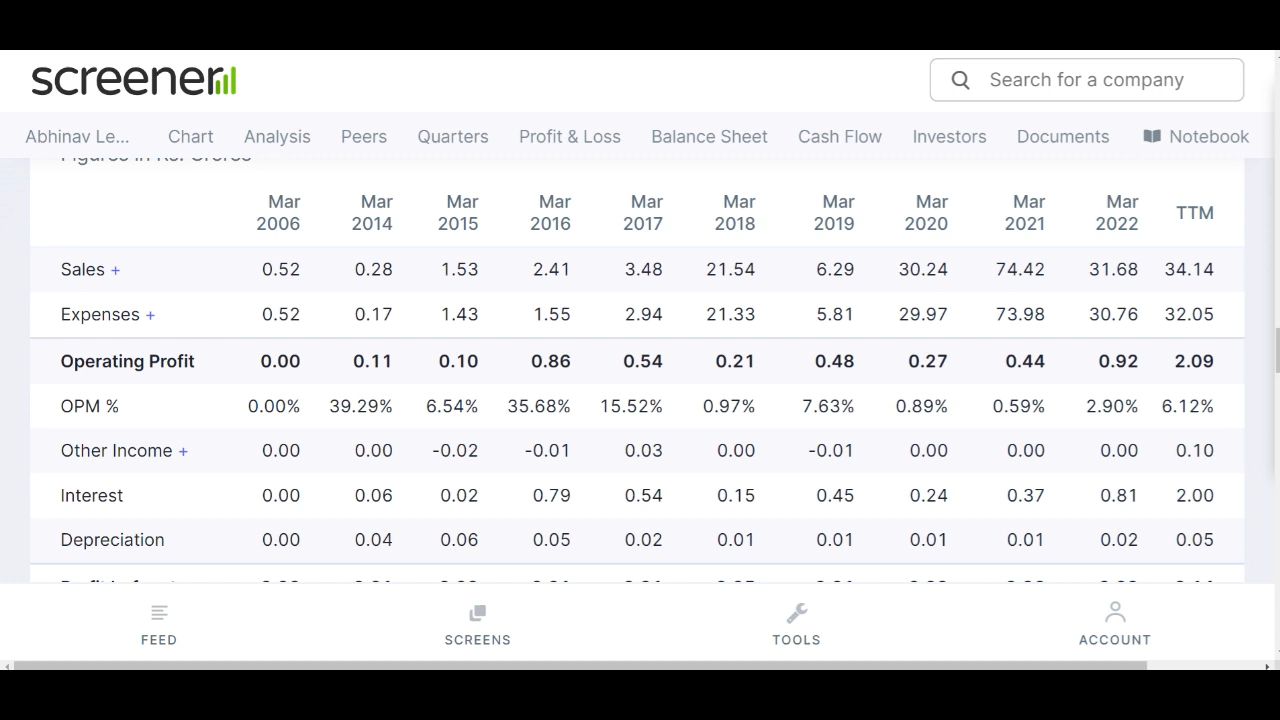 screener
Search for a company
Abhinav Le... Chart Analysis Peers Quarters Profit & Loss Balance Sheet Cash Flow Investors Documents Notebook
Figures in Rs. Crores
Mar 2006 Mar 2014 Mar 2015 Mar 2016 Mar 2017 Mar 2018 Mar 2019 Mar 2020 Mar 2021 Mar 2022 TTM
Sales + 0.52 0.28 1.53 2.41 3.48 21.54 6.29 30.24 74.42 31.68 34.14
Expenses + 0.52 0.17 1.43 1.55 2.94 21.33 5.81 29.97 73.98 30.76 32.05
Operating Profit 0.00 0.11 0.10 0.86 0.54 0.21 0.48 0.27 0.44 0.92 2.09
OPM % 0.00% 39.29% 6.54% 35.68% 15.52% 0.97% 7.63% 0.89% 0.59% 2.90% 6.12%
Other Income + 0.00 0.00 -0.02 -0.01 0.03 0.00 -0.01 0.00 0.00 0.00 0.10
Interest 0.00 0.06 0.02 0.79 0.54 0.15 0.45 0.24 0.37 0.81 2.00
Depreciation 0.00 0.04 0.06 0.05 0.02 0.01 0.01 0.01 0.01 0.02 0.05
FEED SCREENS TOOLS ACCOUNT